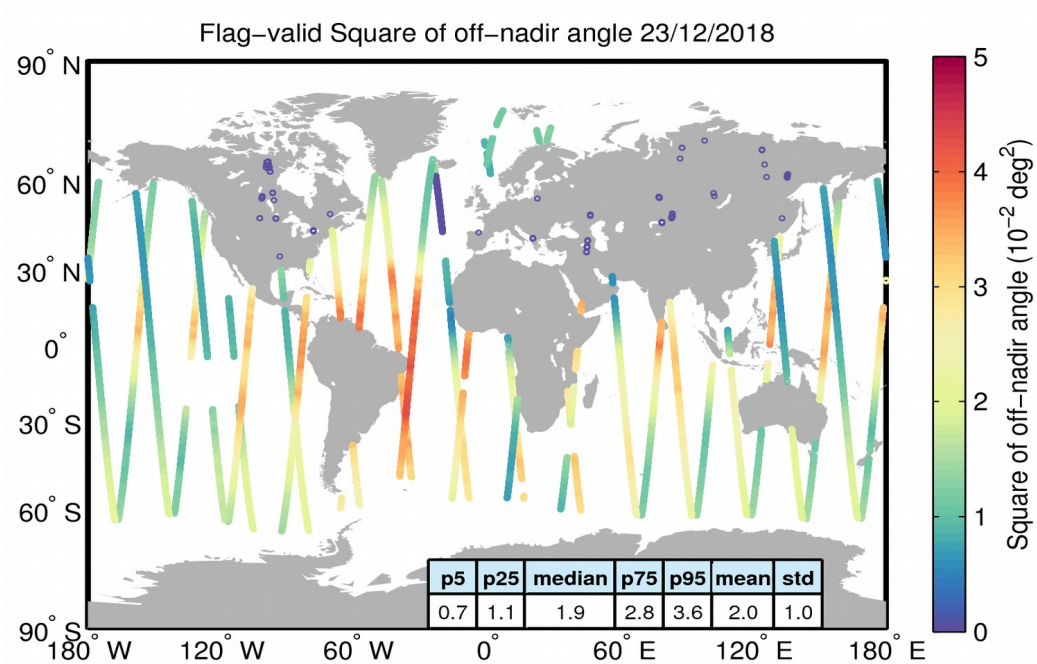 Flag−valid Square of off−nadir angle 23/12/2018
90° N
60° N
30° N
0°
30° S
60° S
90° S
180° W
120° W
60° W
0°
60° E
120° E
180° E
p5 p25 median p75 p95 mean std
0.7 1.1 1.9 2.8 3.6 2.0 1.0
5
4
3
2
1
0
Square of off−nadir angle (10⁻² deg²)